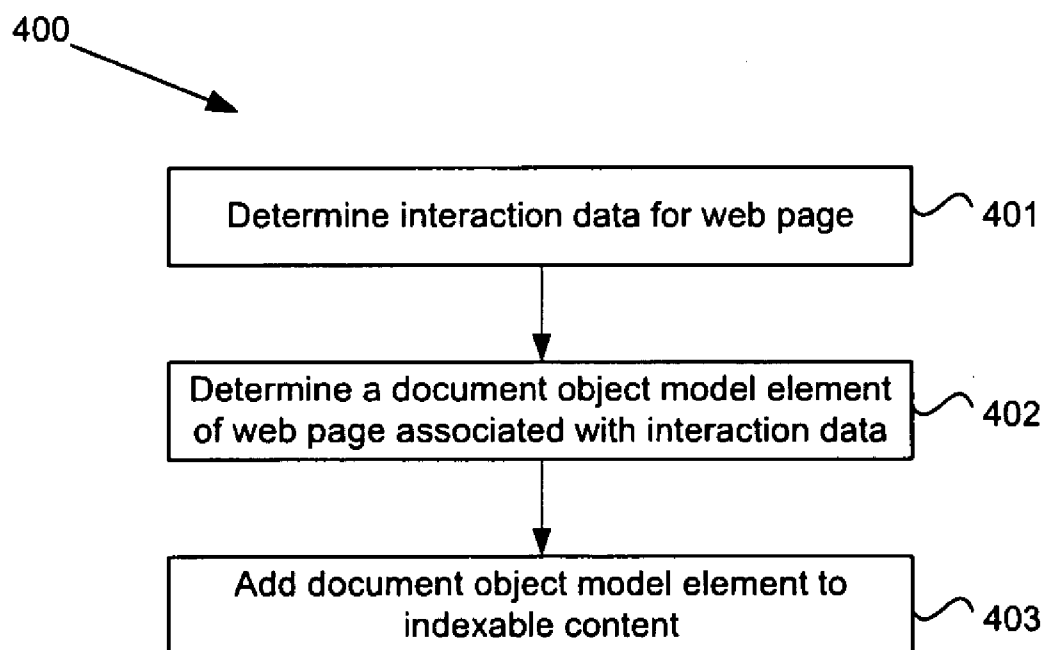 400
Determine interaction data for web page
401
Determine a document object model element
of web page associated with interaction data
402
Add document object model element to
indexable content
403